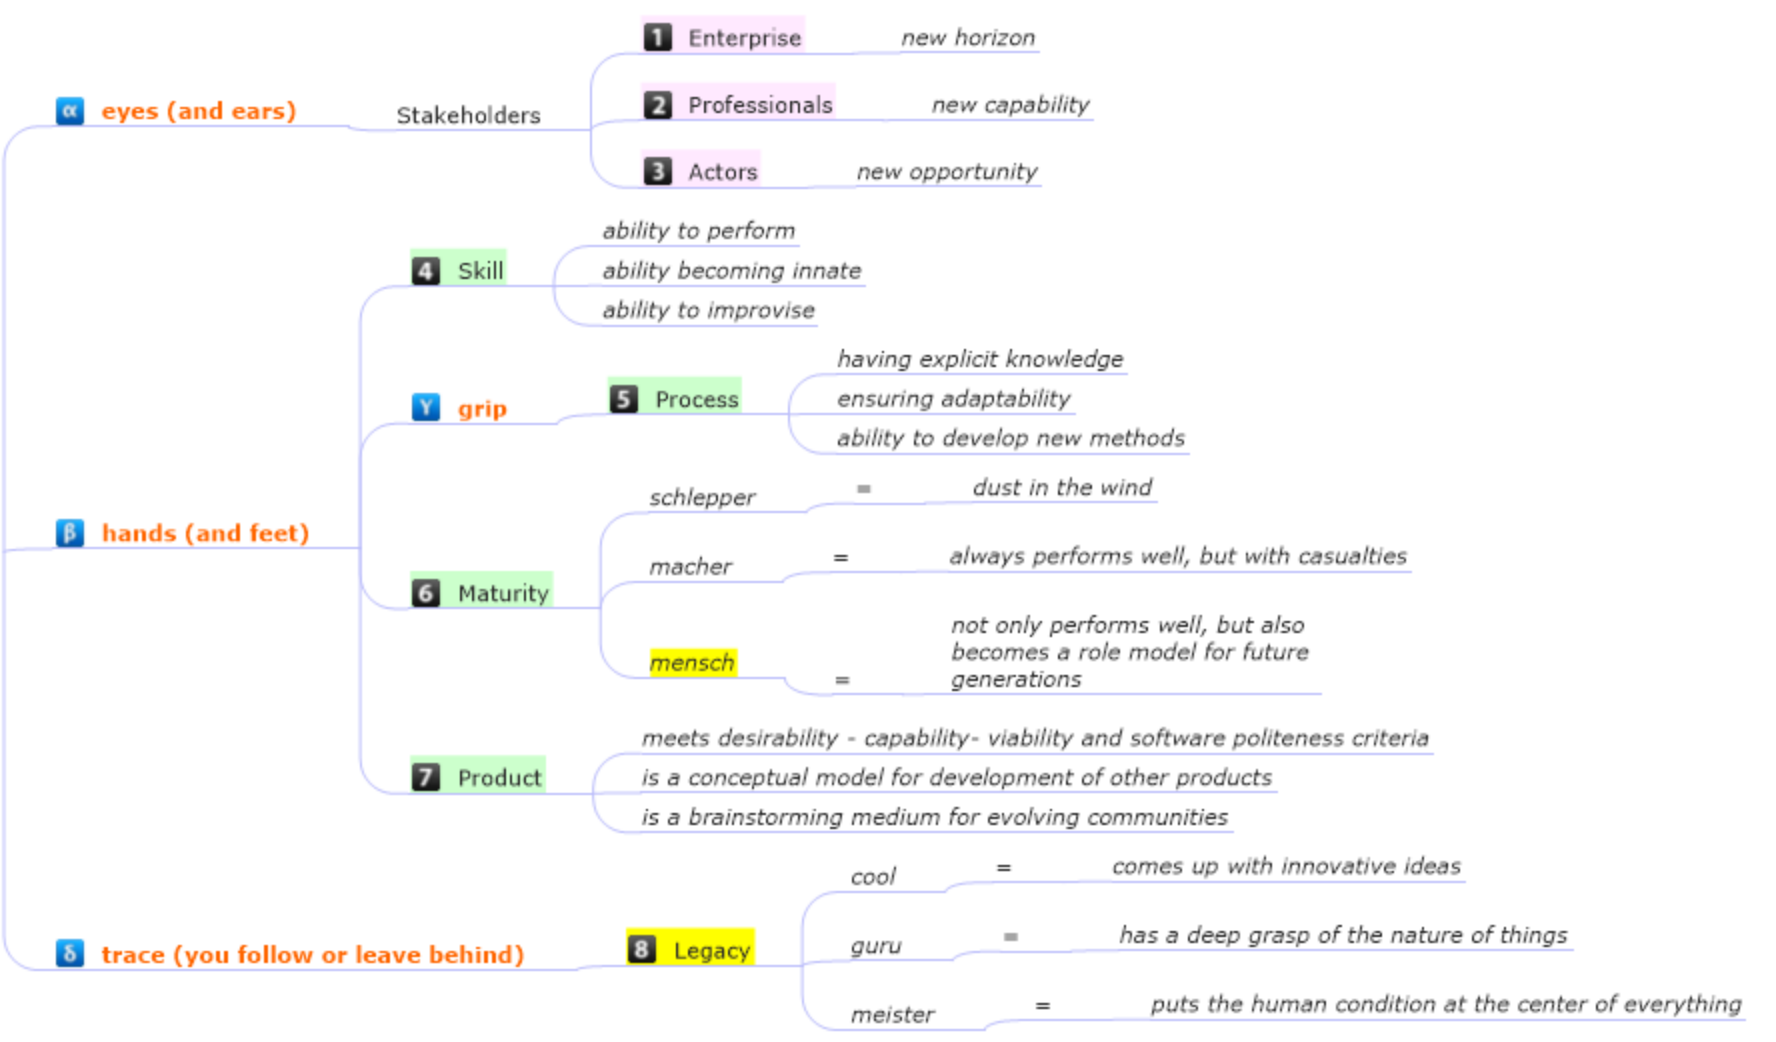 1 Enterprise new horizon
α eyes (and ears) Stakeholders 2 Professionals new capability
3 Actors new opportunity
ability to perform
4 Skill ability becoming innate
ability to improvise
having explicit knowledge
γ grip 5 Process ensuring adaptability
ability to develop new methods
schlepper = dust in the wind
β hands (and feet)
macher = always performs well, but with casualties
6 Maturity
mensch = not only performs well, but also
becomes a role model for future
generations
meets desirability - capability- viability and software politeness criteria
7 Product is a conceptual model for development of other products
is a brainstorming medium for evolving communities
cool = comes up with innovative ideas
δ trace (you follow or leave behind) 8 Legacy guru = has a deep grasp of the nature of things
meister = puts the human condition at the center of everything